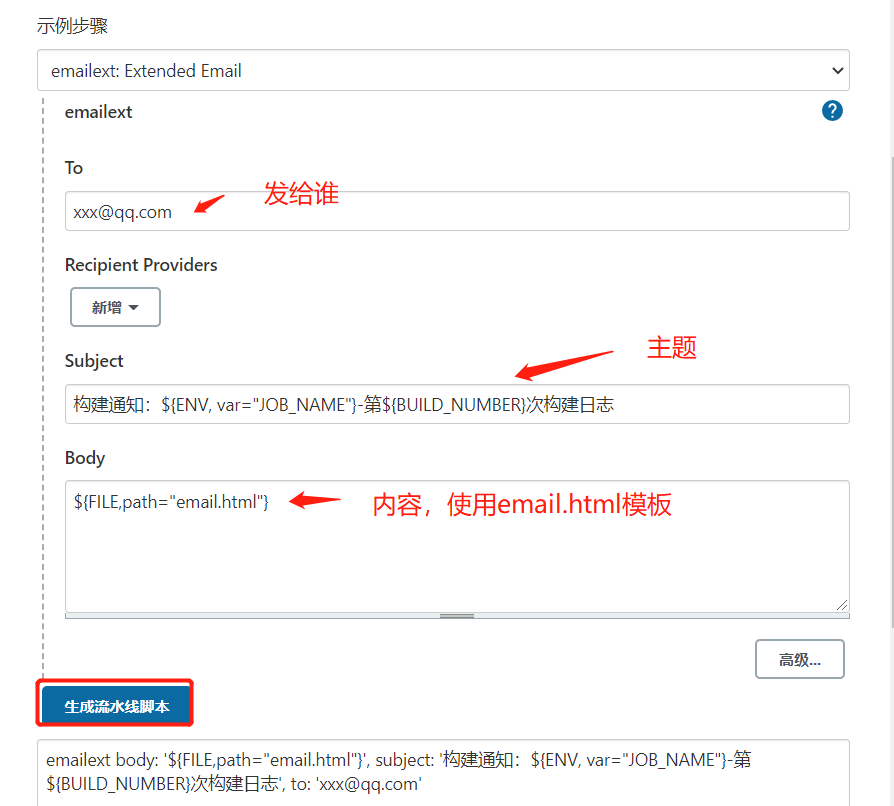 示例步骤
emailext: Extended Email
emailext
?
To
发给谁
xxx@qq.com
Recipient Providers
新增
Subject
主题
构建通知：${ENV, var="JOB_NAME"}-第${BUILD_NUMBER}次构建日志
Body
${FILE,path="email.html"}
内容，使用email.html模板
高级...
生成流水线脚本
emailext body: '${FILE,path="email.html"}', subject: '构建通知：${ENV, var="JOB_NAME"}-第
${BUILD_NUMBER}次构建日志', to: 'xxx@qq.com'